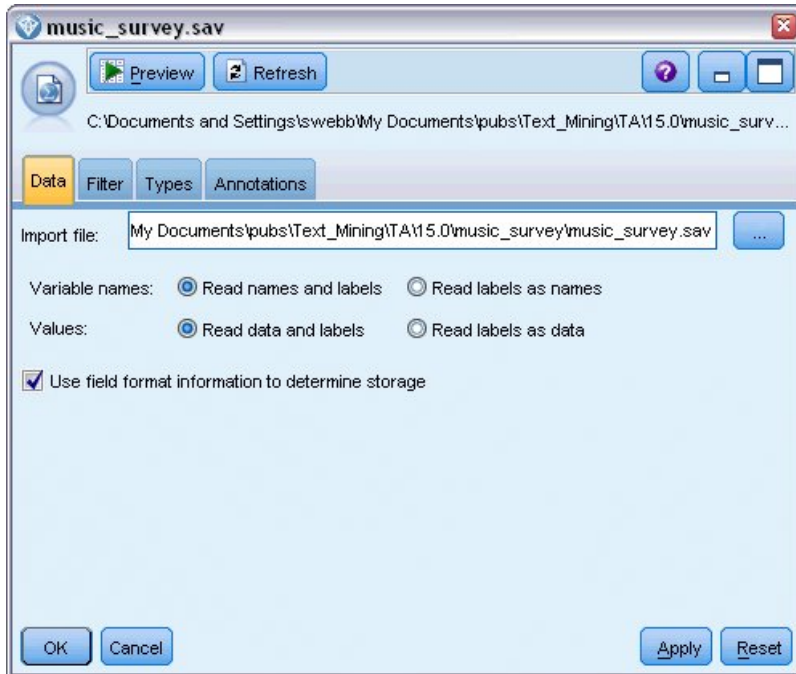 music_survey.sav
Preview Refresh
C:\Documents and Settings\swebb\My Documents\pubs\Text_Mining\TA\15.0\music_surv...
Data Filter Types Annotations
Import file: My Documents\pubs\Text_Mining\TA\15.0\music_survey\music_survey.sav ...
Variable names: Read names and labels Read labels as names
Values: Read data and labels Read labels as data
Use field format information to determine storage
OK Cancel Apply Reset